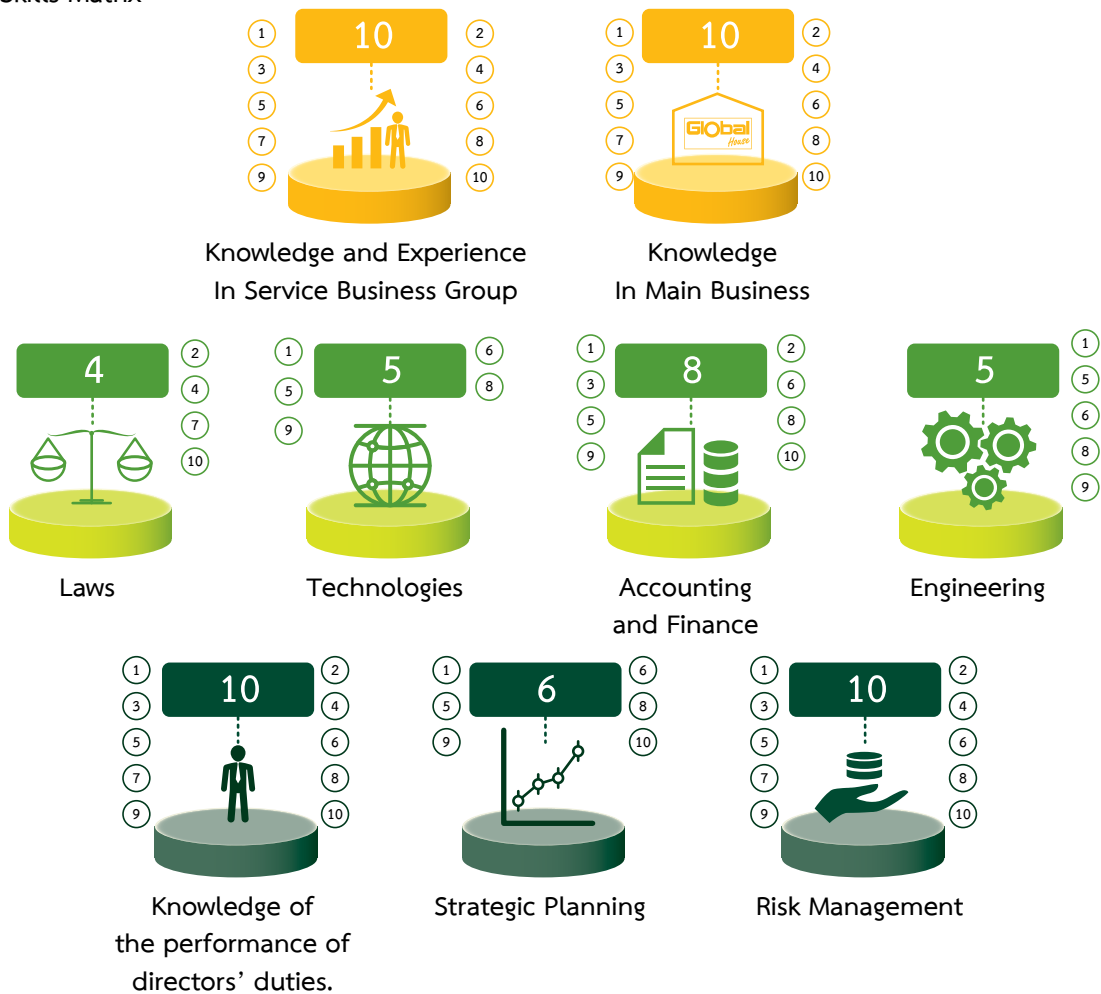 Skills Matrix
1 10 2
3 4
5 6
7 8
9 10
Knowledge and Experience
In Service Business Group
1 10 2
3 4
5 6
7 8
9 10
GlObal
House
Knowledge
In Main Business
4 2
4
7
10
Laws
1 5 6
5 8
9
Technologies
1 8 2
3 6
5 8
9 10
Accounting
and Finance
5 1
5
6
8
9
Engineering
1 10 2
3 4
5 6
7 8
9 10
Knowledge of
the performance of
directors’ duties.
1 6 6
5 8
9 10
Strategic Planning
1 10 2
3 4
5 6
7 8
9 10
Risk Management